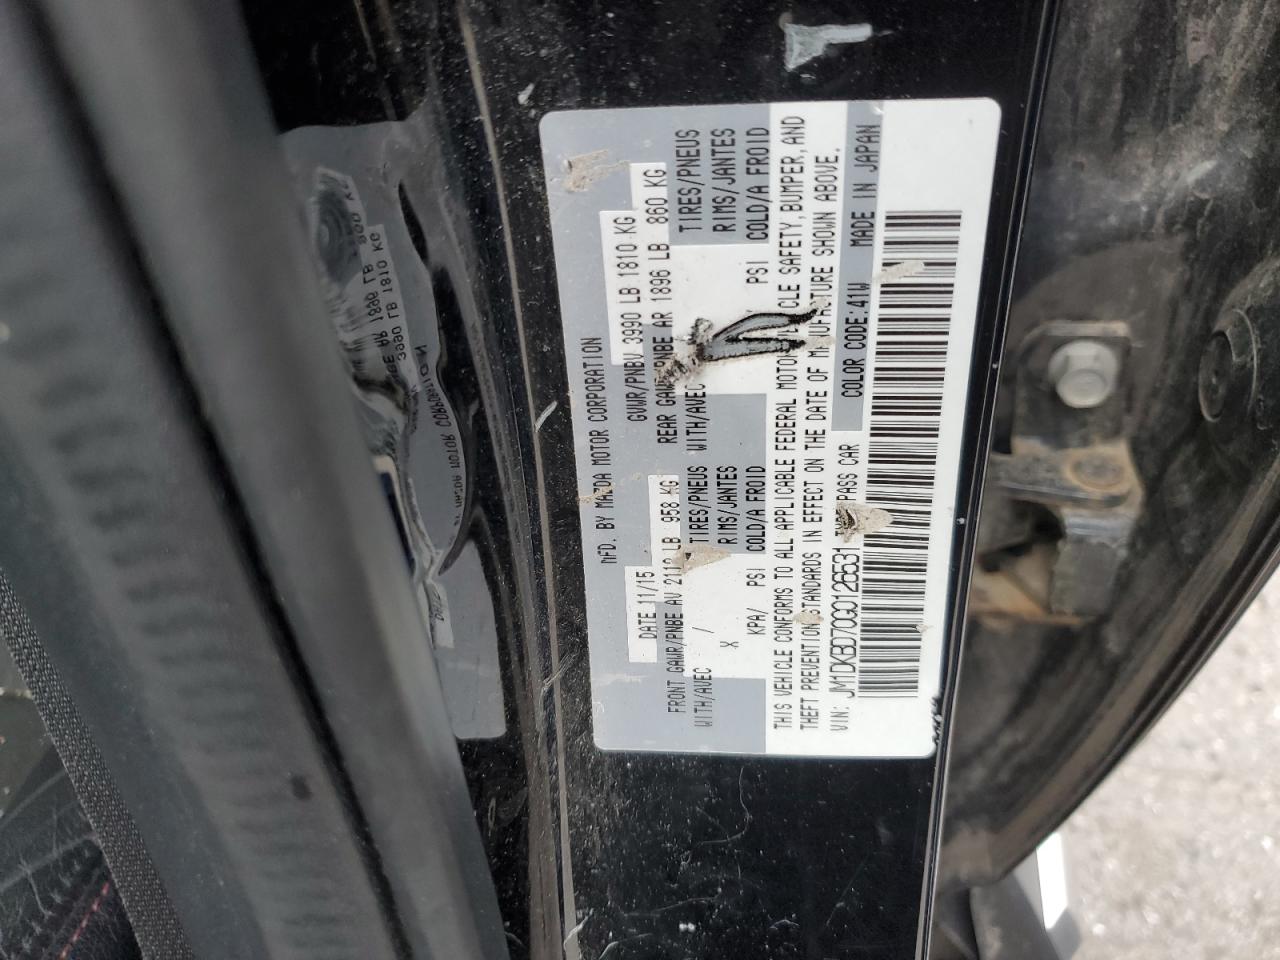 MFD. BY MAZDA MOTOR CORPORATION
DATE 11/15 GVWR/PNBV 3990 LB 1810 KG
FRONT GAWR/PNBE AV 2112 LB 958 KG REAR GAWR/PNBE AR 1896 LB 860 KG
WITH/AVEC / TIRES/PNEUS WITH/AVEC TIRES/PNEUS
X RIMS/JANTES RIMS/JANTES
KPA/ PSI COLD/A FROID PSI COLD/A FROID
THIS VEHICLE CONFORMS TO ALL APPLICABLE FEDERAL MOTOR SAFETY, BUMPER, AND
THEFT PREVENTION STANDARDS IN EFFECT ON THE DATE OF MANUFACTURE SHOWN ABOVE.
VIN: JM1DKBD70G0126531 PASS CAR COLOR CODE:41W MADE IN JAPAN